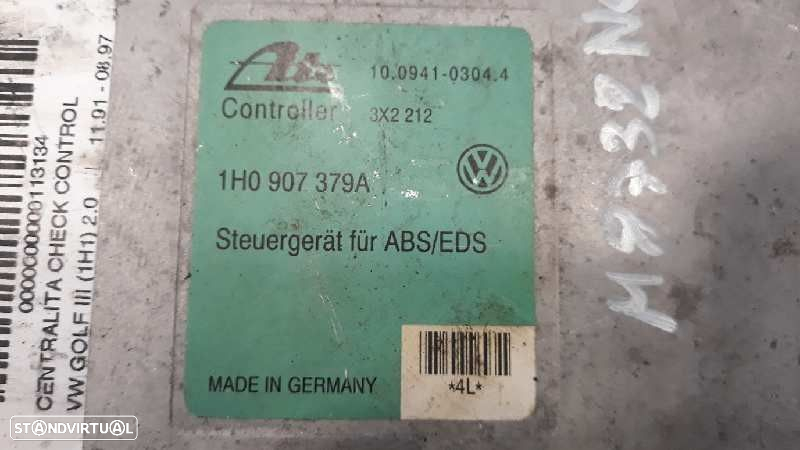 0000000000113134
CENTRALITA CHECK CONTROL
VW GOLF III (1H1) 2.0 | 11.91 - 08.97
Ate
10.0941-0304.4
Controller 3X2 212
1H0 907 379A
Steuergerät für ABS/EDS
MADE IN GERMANY
*4L*
STANDVIRTUAL